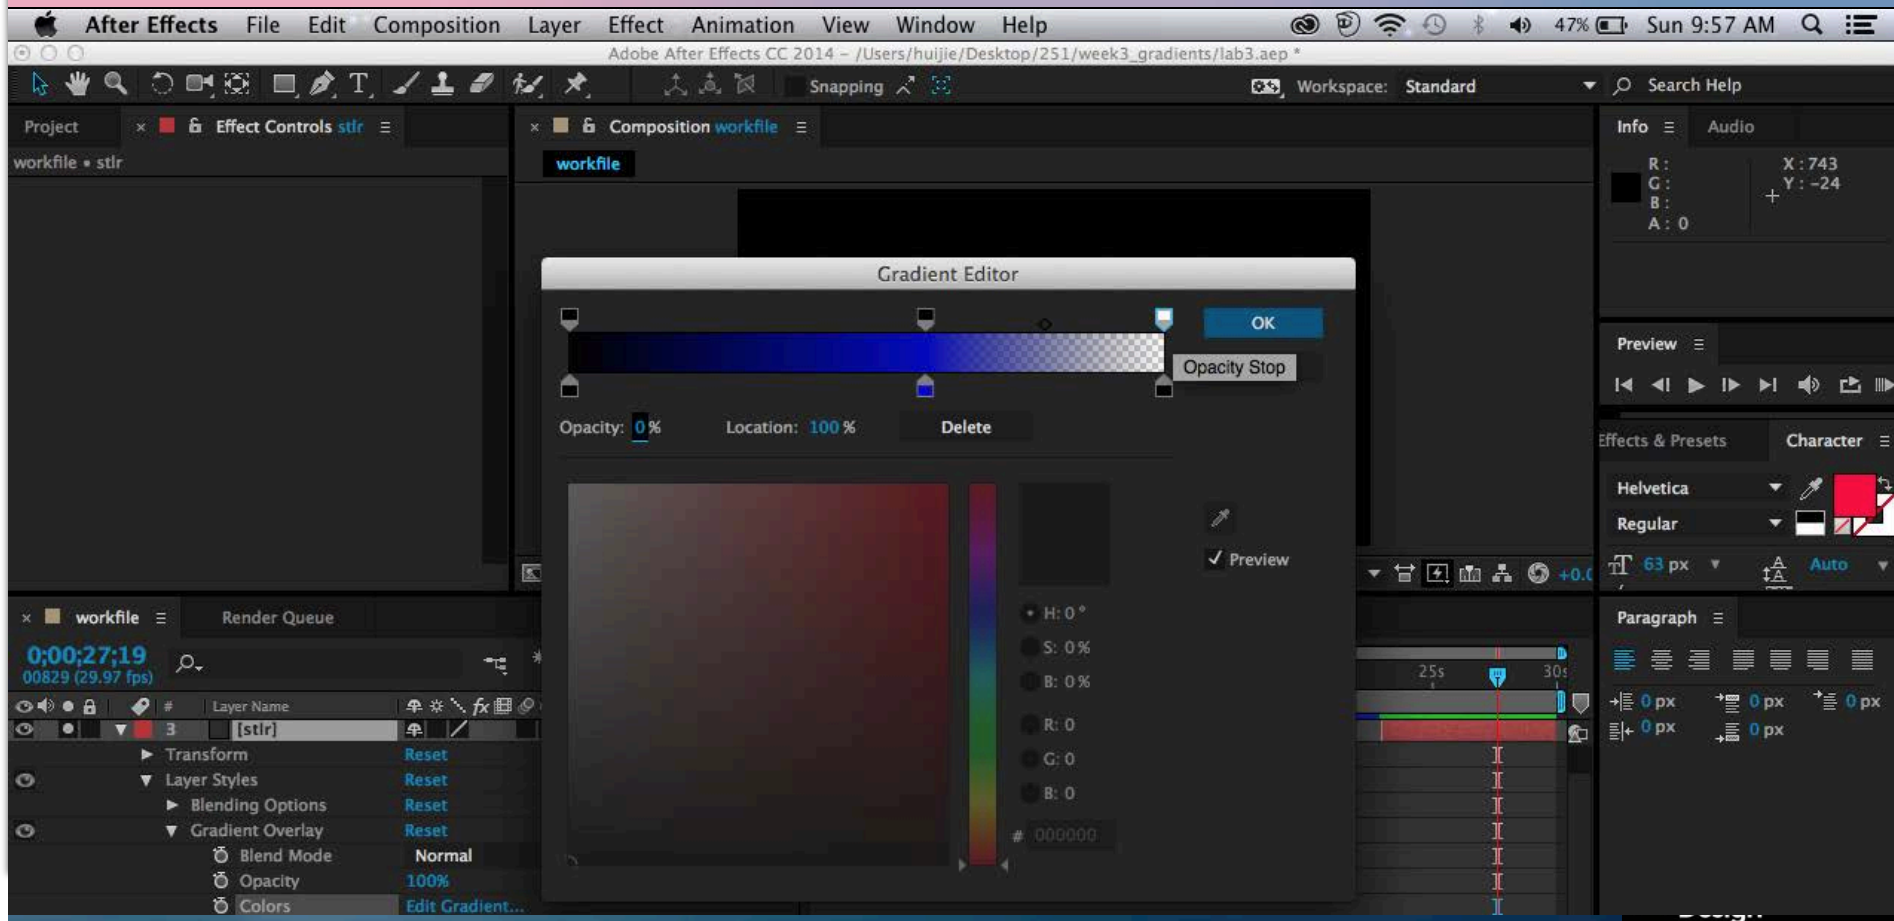 After Effects File Edit Composition Layer Effect Animation View Window Help 47% Sun 9:57 AM
Adobe After Effects CC 2014 – /Users/huijie/Desktop/251/week3_gradients/lab3.aep *
T Snapping Workspace: Standard Search Help
Project × Effect Controls stlr × Composition workfile Info Audio
workfile • stlr
workfile
R: X : 743
G: Y : -24
B:
A: 0
Gradient Editor
OK
Preview
Opacity Stop
Opacity: 0 % Location: 100 % Delete
Effects & Presets Character
Helvetica
Regular
Preview
63 px Auto
+0.0
H: 0 °
S: 0 %
B: 0 %
R: 0
G: 0
B: 0
# 000000
× workfile Render Queue
Paragraph
0;00;27;19
00829 (29.97 fps)
25s 30s
# Layer Name fx
3 [stlr]
0 px 0 px 0 px
0 px 0 px
Transform Reset
Layer Styles Reset
Blending Options Reset
Gradient Overlay Reset
Blend Mode Normal
Opacity 100%
Colors Edit Gradient...